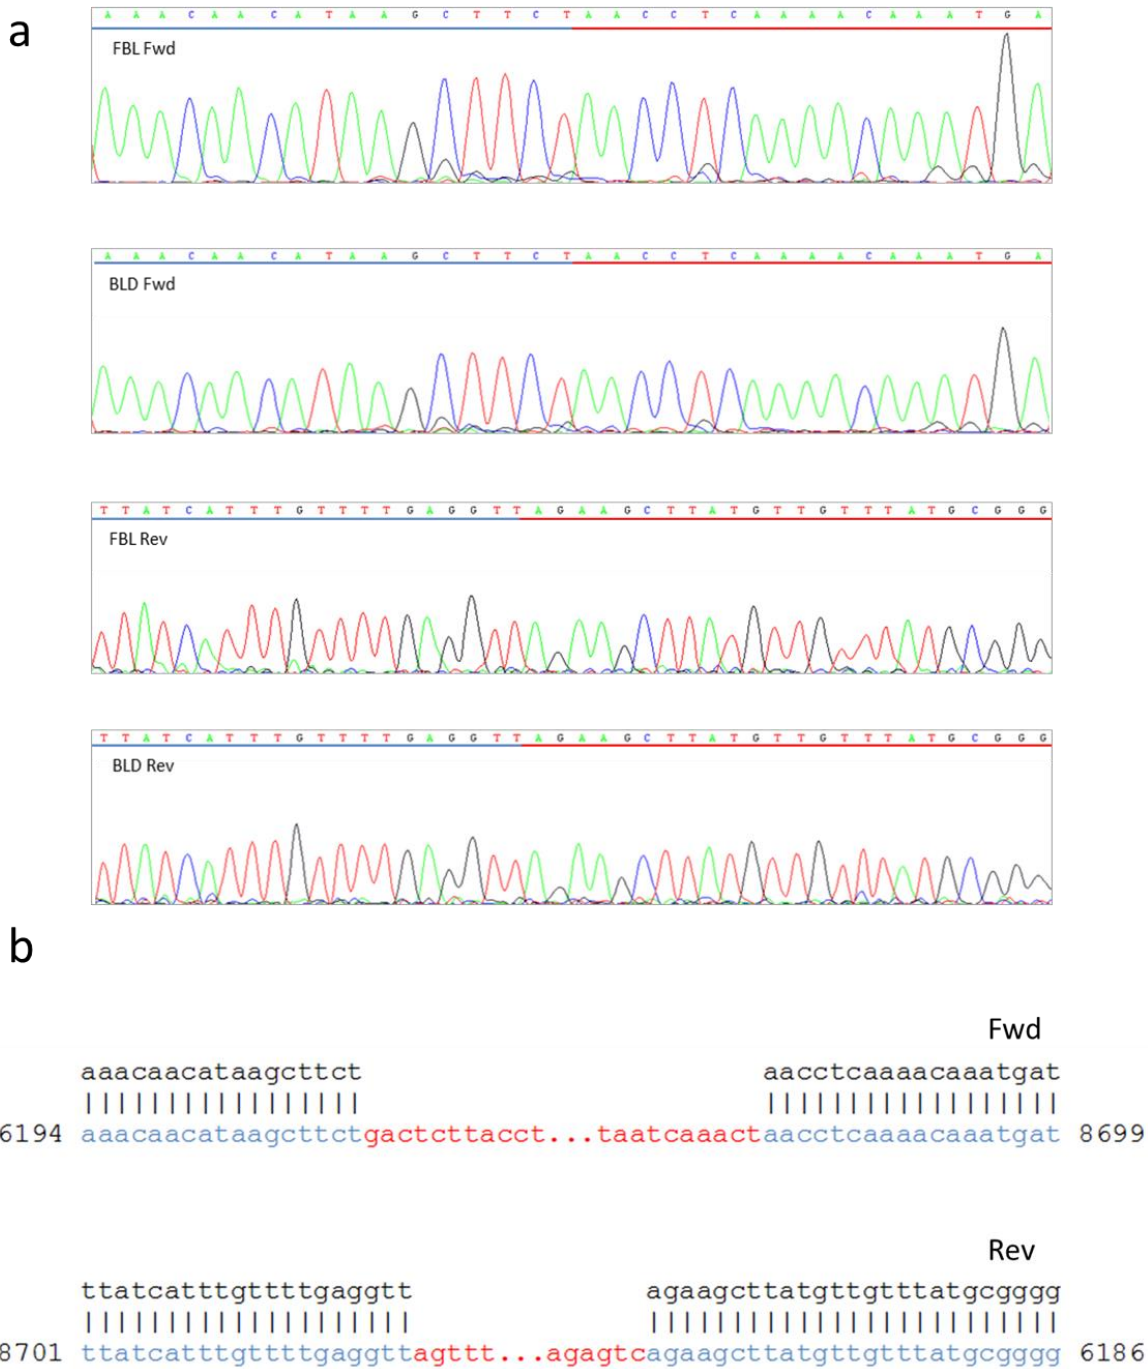 a
A A A C A A C A T A A G C T T C T A A C C T C A A A A C A A A T G A
FBL Fwd
A A A C A A C A T A A G C T T C T A A C C T C A A A A C A A A T G A
BLD Fwd
T T A T C A T T T G T T T T G A G G T T A G A A G C T T A T G T T G T T T A T G C G G G
FBL Rev
T T A T C A T T T G T T T T G A G G T T A G A A G C T T A T G T T G T T T A T G C G G G
BLD Rev
b
Fwd
aaacaacataagcttct aacctcaaaacaaatgat
6194 aaacaacataagcttctgactcttacct...taatcaaactaacctcaaaacaaatgat 8699
Rev
ttatcatttgttttgaggtt agaagcttatgttgtttatgcgggg
8701 ttatcatttgttttgaggttagttt...agagtcagaagcttatgttgtttatgcgggg 6186